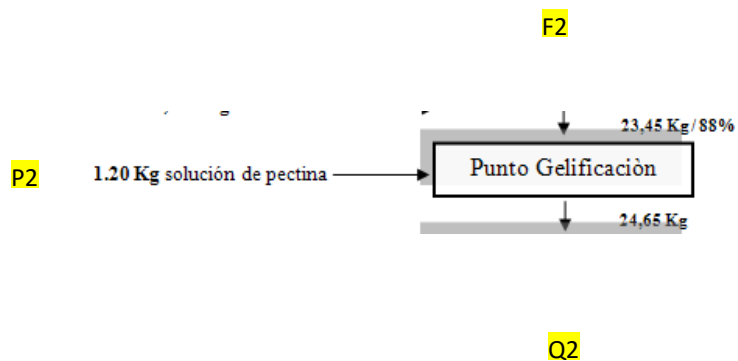 F2
23,45 Kg/88%
P2 1.20 Kg solución de pectina Punto Gelificaciòn
24,65 Kg
Q2